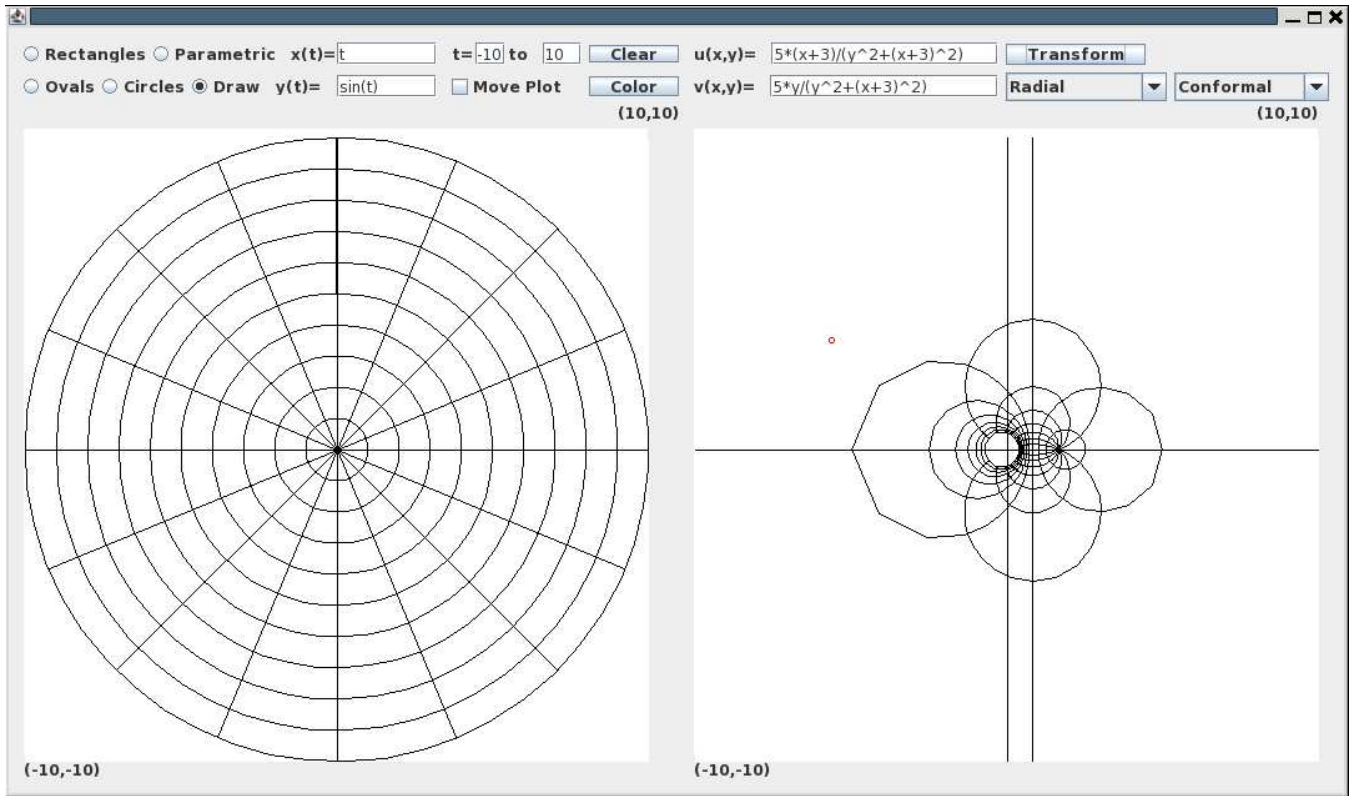 Rectangles Parametric x(t)= t t= -10 to 10 Clear u(x,y)= 5*(x+3)/(y^2+(x+3)^2) Transform
Ovals Circles Draw y(t)= sin(t) Move Plot Color v(x,y)= 5*y/(y^2+(x+3)^2) Radial Conformal
(10,10) (10,10)
(-10,-10) (-10,-10)